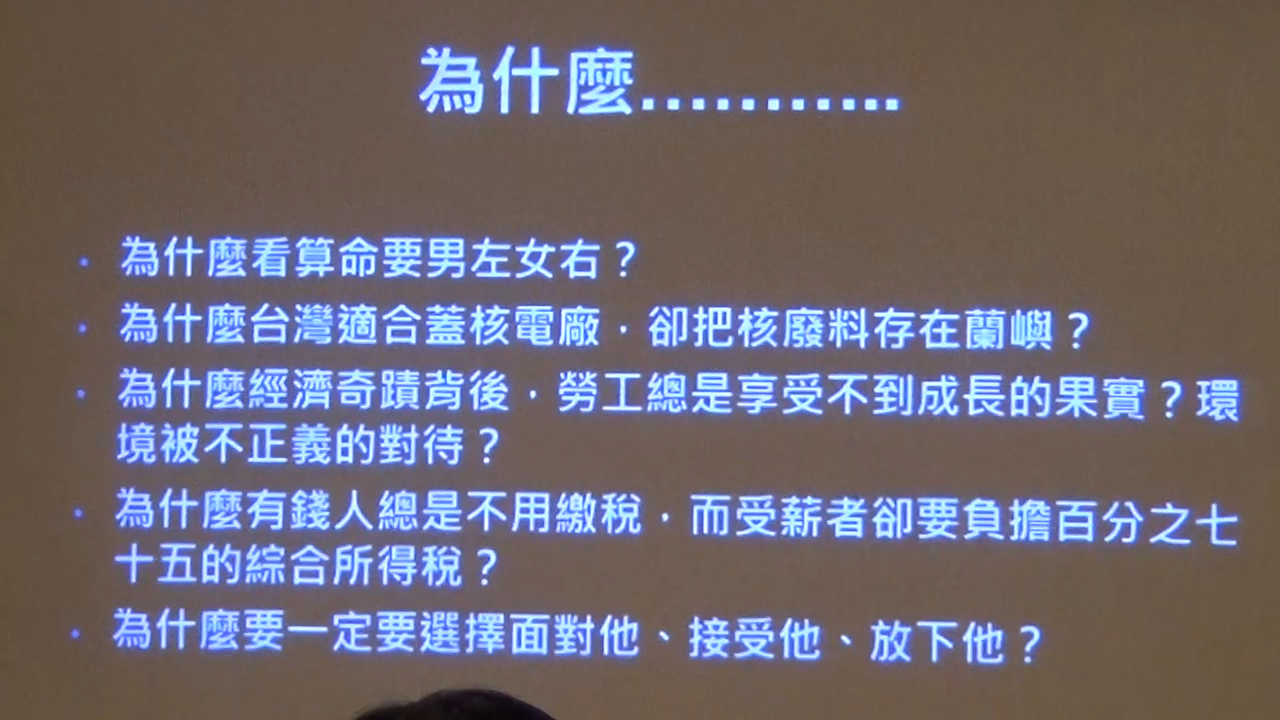 為什麼...........
• 為什麼看算命要男左女右？
• 為什麼台灣適合蓋核電廠，卻把核廢料存在蘭嶼？
• 為什麼經濟奇蹟背後，勞工總是享受不到成長的果實？環
境被不正義的對待？
• 為什麼有錢人總是不用繳稅，而受薪者卻要負擔百分之七
十五的綜合所得稅？
• 為什麼要一定要選擇面對他、接受他、放下他？